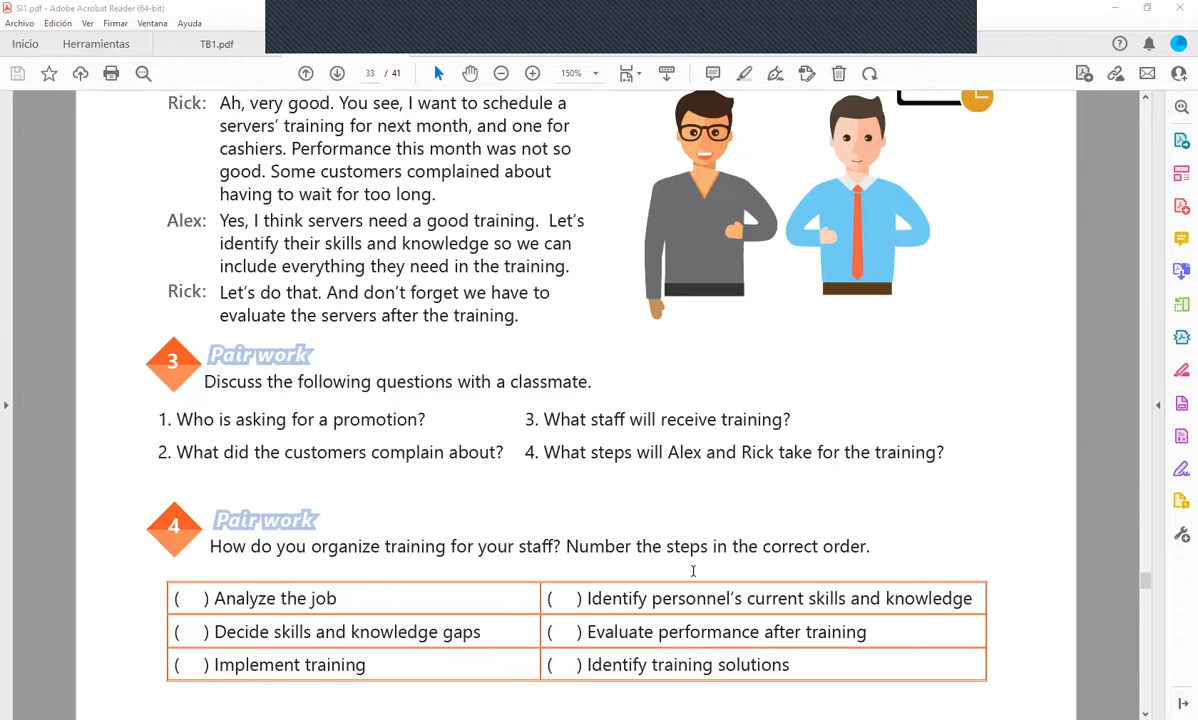 SI1.pdf - Adobe Acrobat Reader (64-bit)
Archivo Edición Ver Firmar Ventana Ayuda
Inicio Herramientas TB1.pdf
33 / 41 150%
Rick: Ah, very good. You see, I want to schedule a
servers' training for next month, and one for
cashiers. Performance this month was not so
good. Some customers complained about
having to wait for too long.
Alex: Yes, I think servers need a good training. Let's
identify their skills and knowledge so we can
include everything they need in the training.
Rick: Let's do that. And don't forget we have to
evaluate the servers after the training.
3 Pair work
Discuss the following questions with a classmate.
1. Who is asking for a promotion? 3. What staff will receive training?
2. What did the customers complain about? 4. What steps will Alex and Rick take for the training?
4 Pair work
How do you organize training for your staff? Number the steps in the correct order.
( ) Analyze the job ( ) Identify personnel's current skills and knowledge
( ) Decide skills and knowledge gaps ( ) Evaluate performance after training
( ) Implement training ( ) Identify training solutions